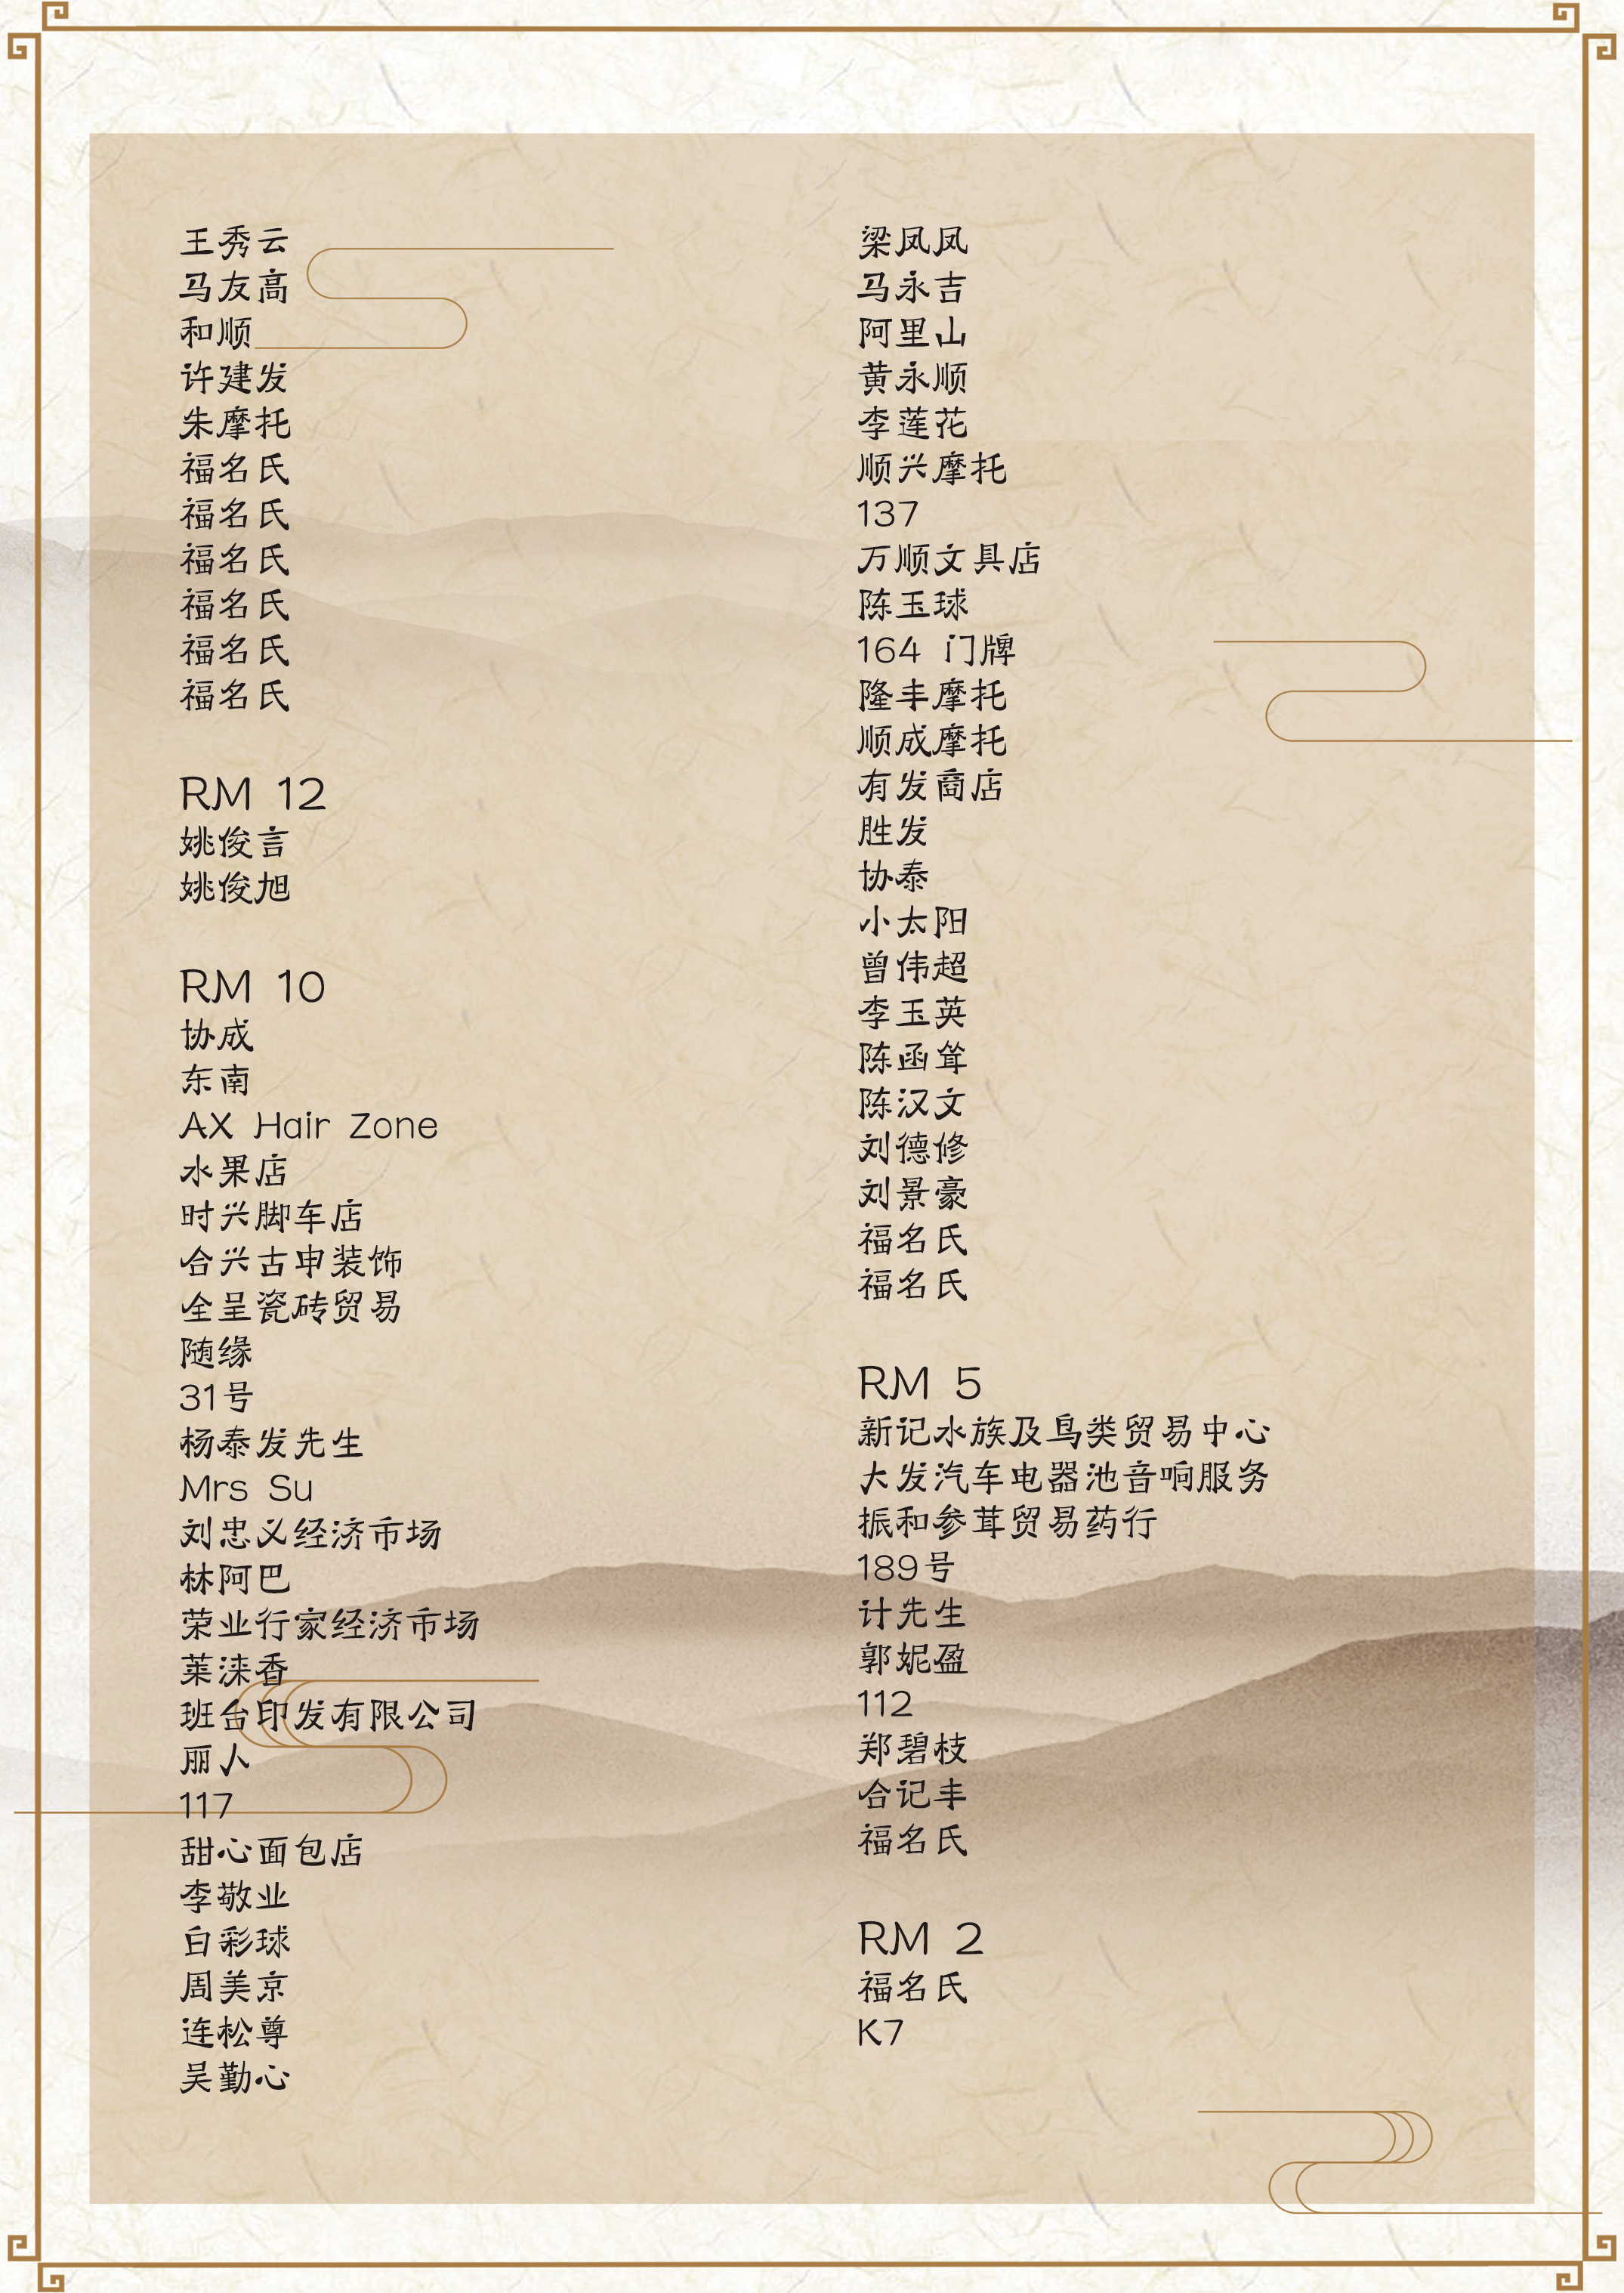 王秀云
马友高
和顺
许建发
朱摩托
福名氏
福名氏
福名氏
福名氏
福名氏
福名氏
RM 12
姚俊言
姚俊旭
RM 10
协成
东南
AX Hair Zone
水果店
时兴脚车店
合兴古申装饰
全呈瓷砖贸易
随缘
31号
杨泰发先生
Mrs Su
刘忠义经济市场
林阿巴
荣业行家经济市场
莱涞香
班台印发有限公司
丽人
117
甜心面包店
李敬业
白彩球
周美京
连松尊
吴勤心
梁凤凤
马永吉
阿里山
黄永顺
李莲花
顺兴摩托
137
万顺文具店
陈玉球
164 门牌
隆丰摩托
顺成摩托
有发商店
胜发
协泰
小太阳
曾伟超
李玉英
陈函耸
陈汉文
刘德修
刘景豪
福名氏
福名氏
RM 5
新记水族及鸟类贸易中心
大发汽车电器池音响服务
振和参茸贸易药行
189号
计先生
郭妮盈
112
郑碧枝
合记丰
福名氏
RM 2
福名氏
K7